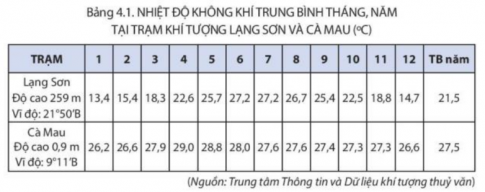 Bảng 4.1. NHIỆT ĐỘ KHÔNG KHÍ TRUNG BÌNH THÁNG, NĂM
TẠI TRẠM KHÍ TƯỢNG LẠNG SƠN VÀ CÀ MAU (ºC)
TRẠM 1 2 3 4 5 6 7 8 9 10 11 12 TB năm
Lạng Sơn
Độ cao 259 m 13,4 15,4 18,3 22,6 25,7 27,2 27,2 26,7 25,4 22,5 18,8 14,7 21,5
Vĩ độ: 21°50'B
Cà Mau
Độ cao 0,9 m 26,2 26,6 27,9 29,0 28,8 28,0 27,6 27,6 27,4 27,3 27,3 26,6 27,5
Vĩ độ: 9°11'B
(Nguồn: Trung tâm Thông tin và Dữ liệu khí tượng thuỷ văn)